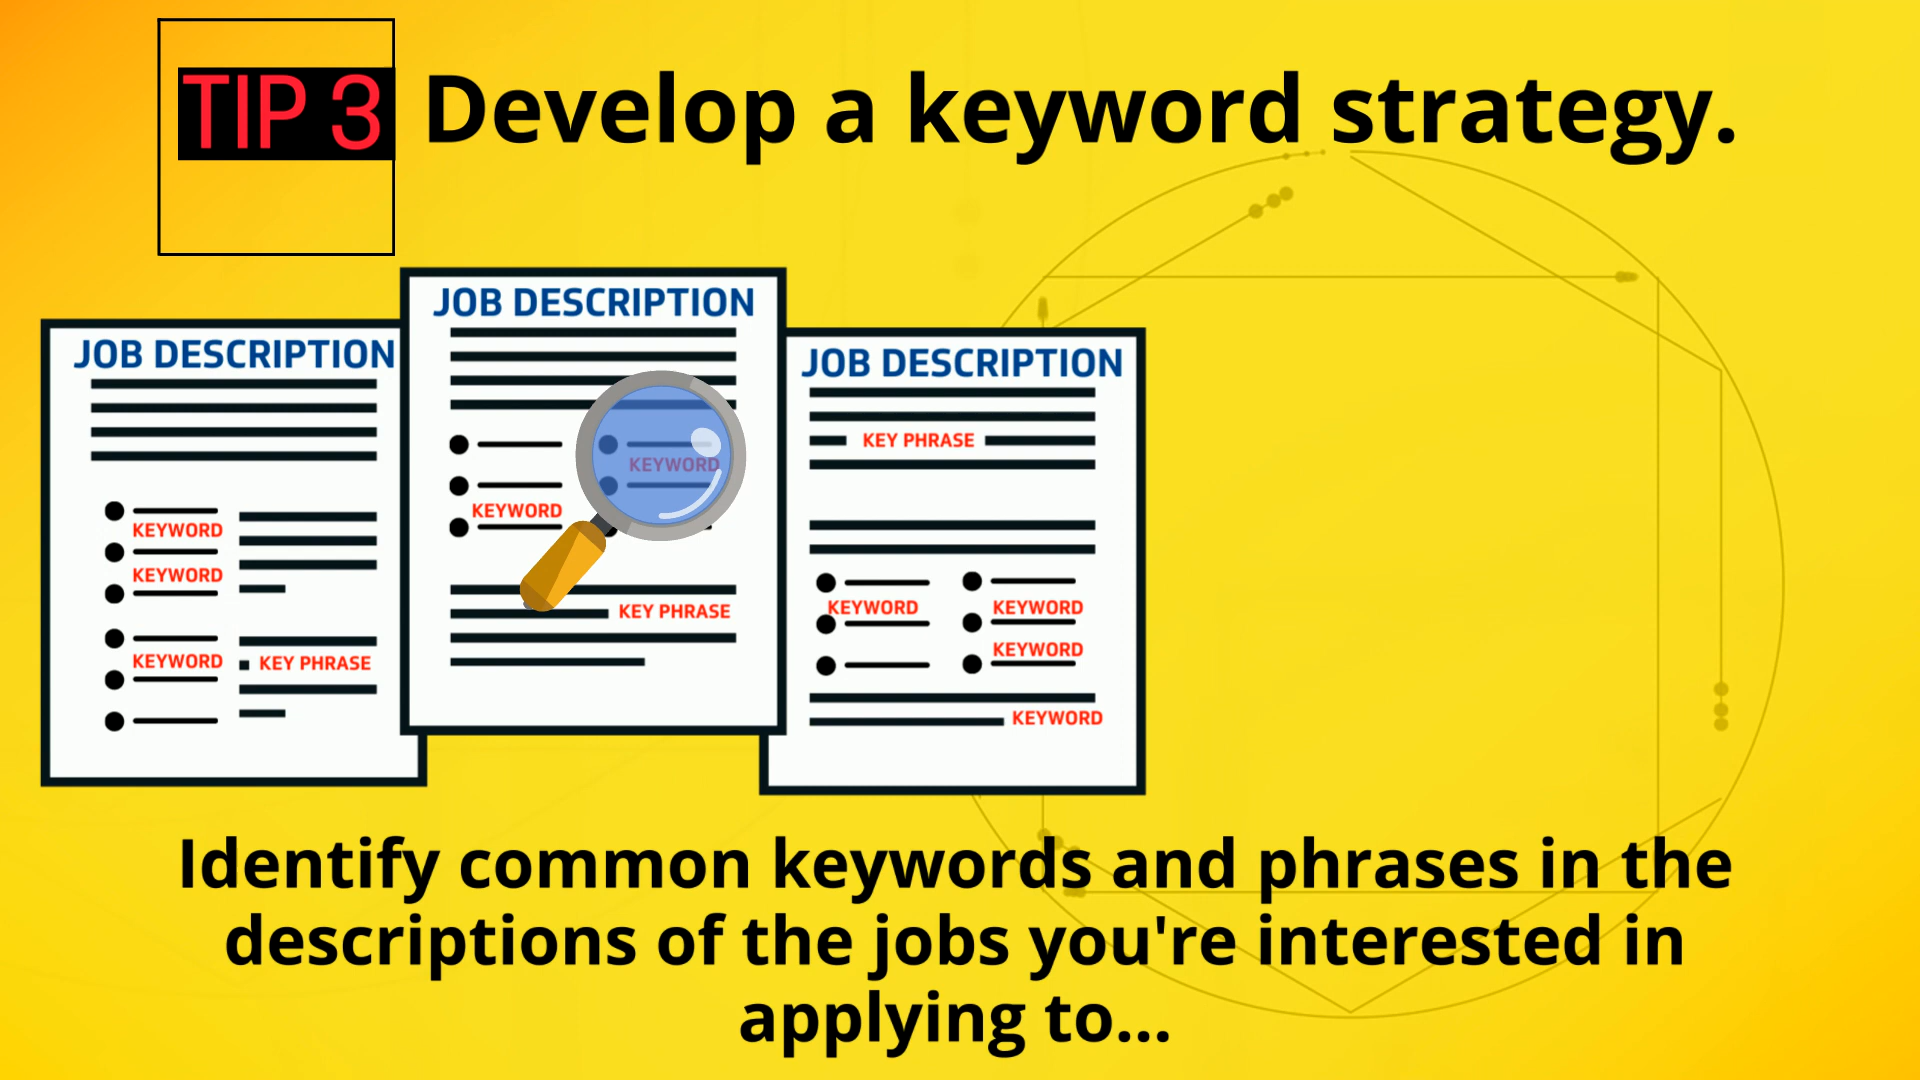 TIP 3 Develop a keyword strategy.
JOB DESCRIPTION
KEYWORD
KEYWORD
KEYWORD
KEY PHRASE
JOB DESCRIPTION
KEYWORD
KEYWORD
KEY PHRASE
JOB DESCRIPTION
KEY PHRASE
KEYWORD
KEYWORD
KEYWORD
KEYWORD
Identify common keywords and phrases in the
descriptions of the jobs you're interested in
applying to...